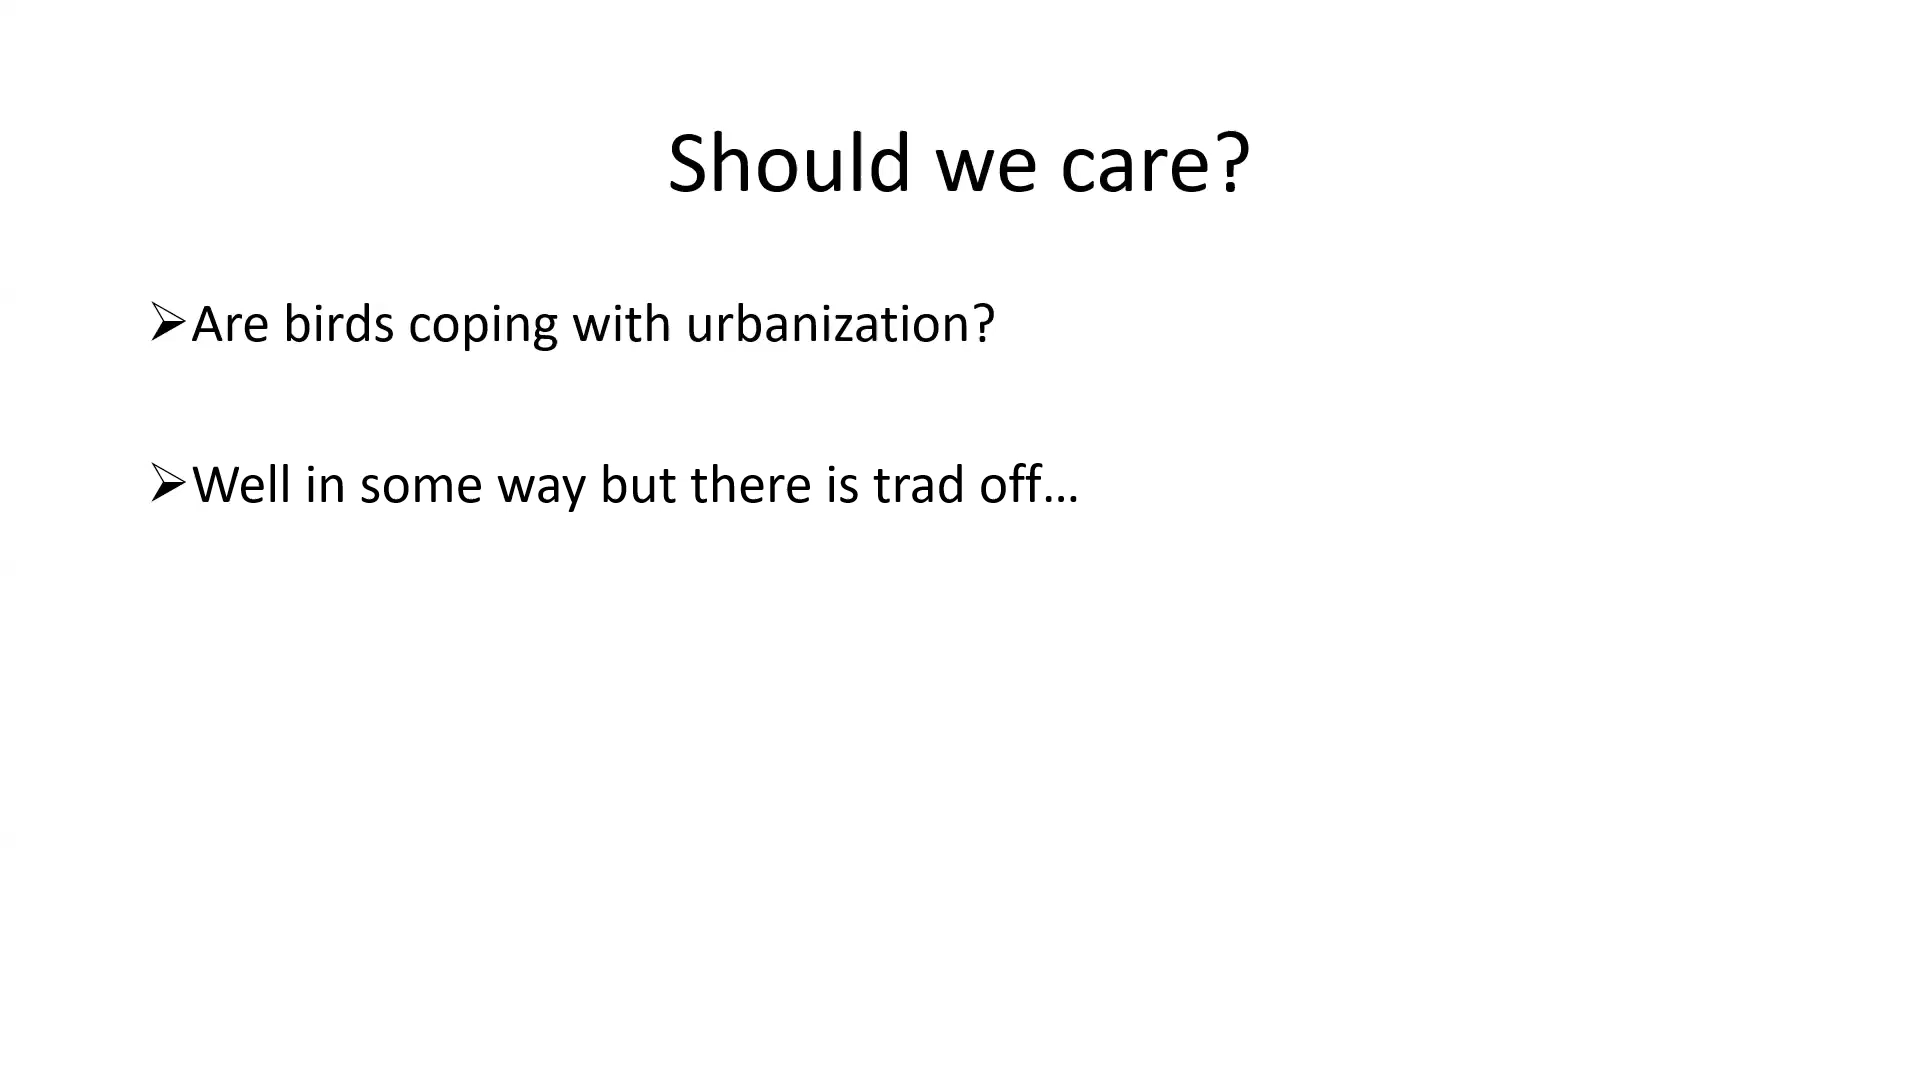 Should we care?
➢Are birds coping with urbanization?
➢Well in some way but there is trad off…